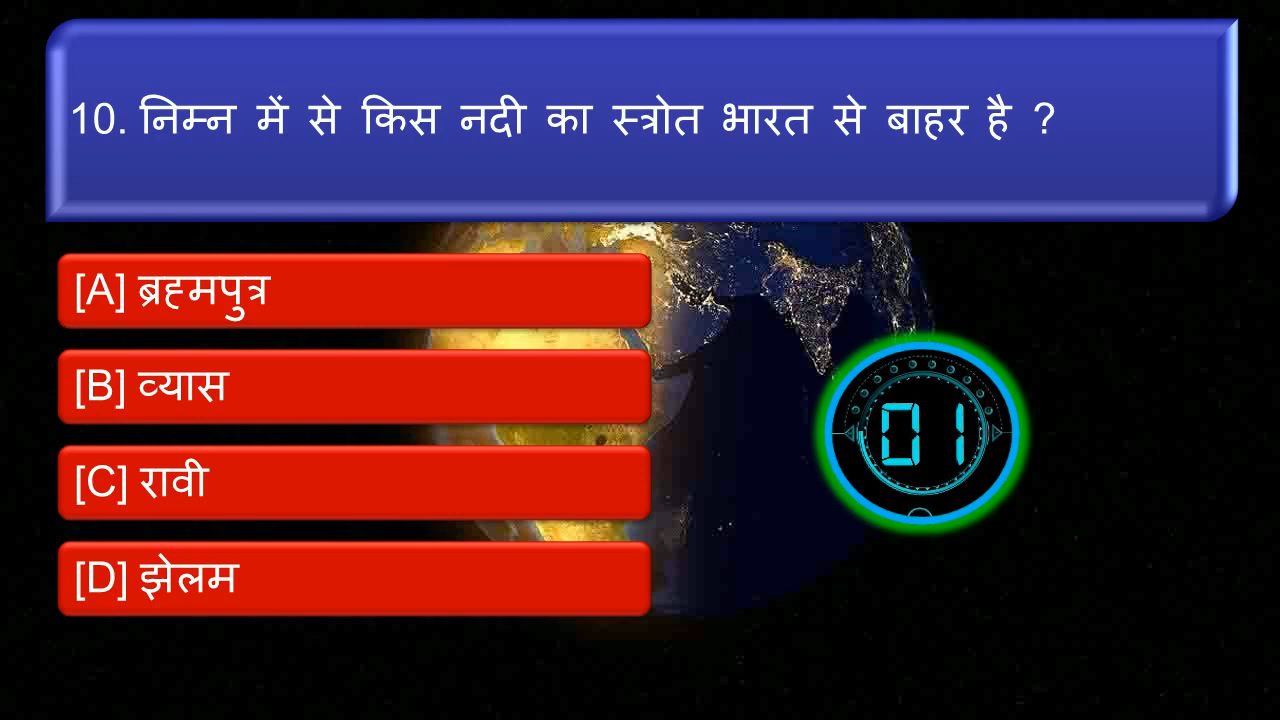 10. निम्न में से किस नदी का स्त्रोत भारत से बाहर है ?
[A] ब्रह्मपुत्र
[B] व्यास
[C] रावी
[D] झेलम
01